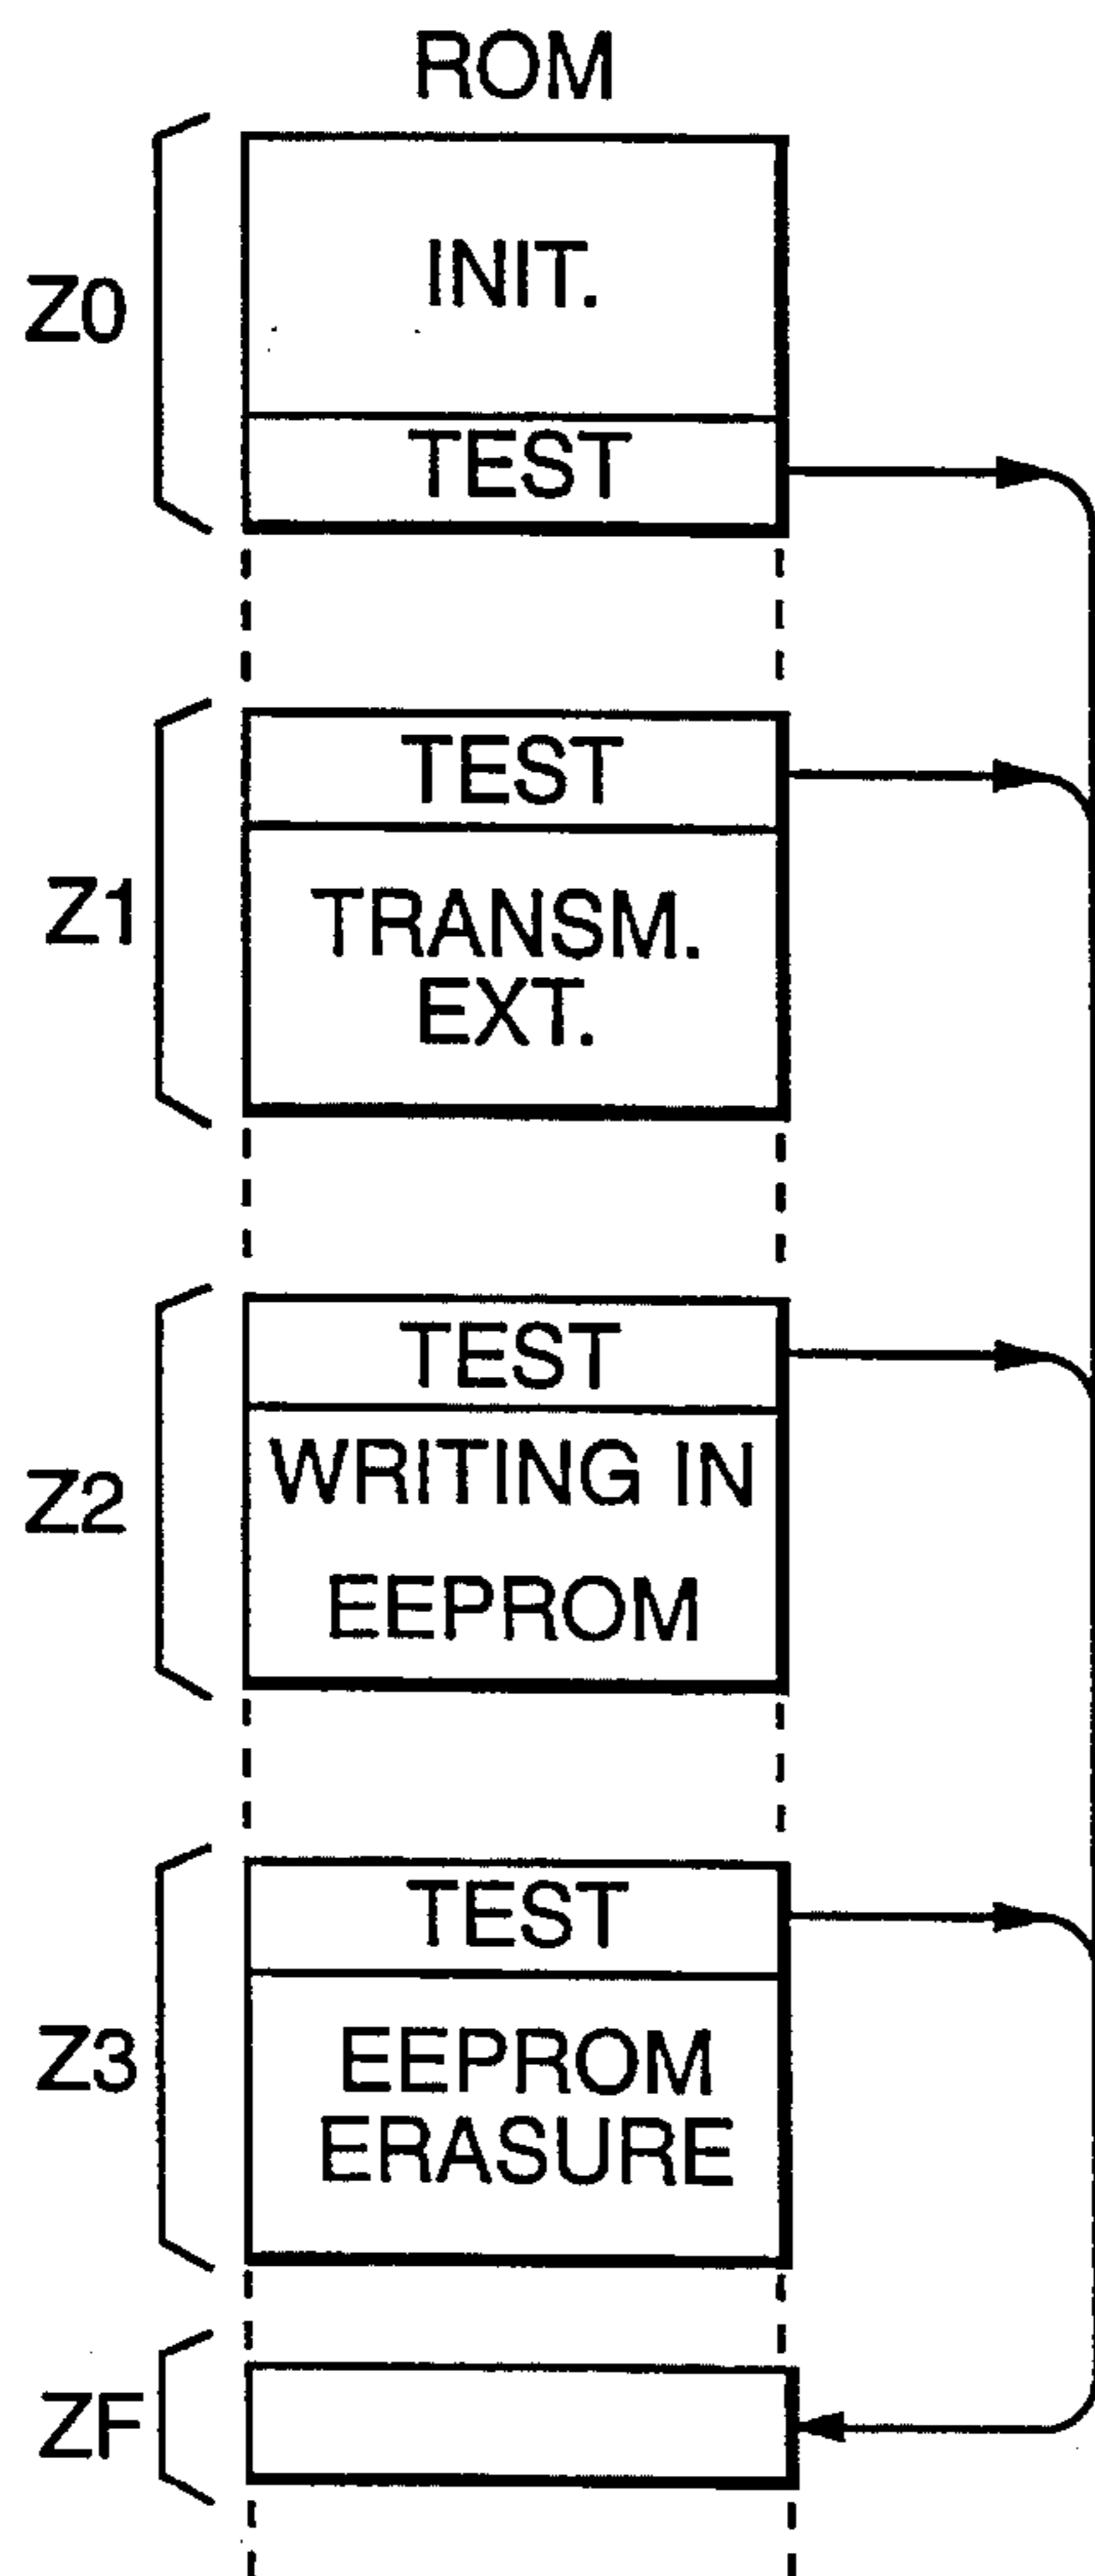 ROM
Z0
INIT.
TEST
Z1
TEST
TRANSM.
EXT.
Z2
TEST
WRITING IN
EEPROM
Z3
TEST
EEPROM
ERASURE
ZF